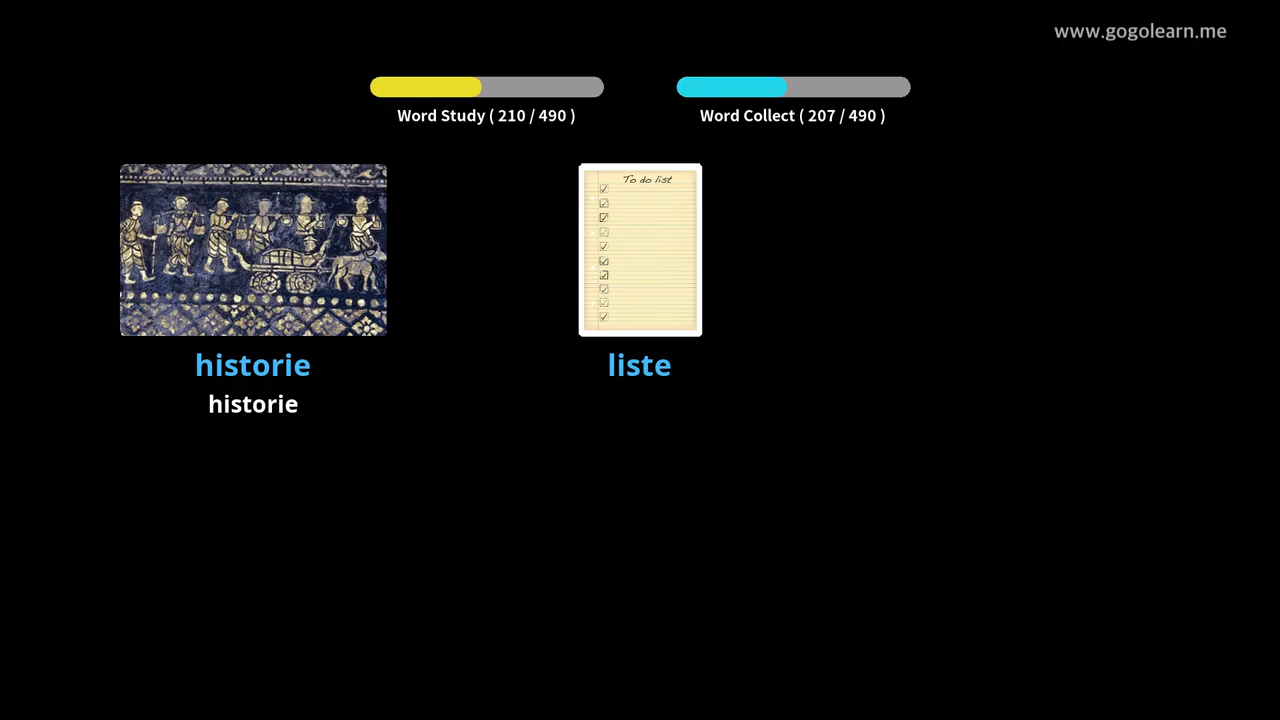 www.gogolearn.me
Word Study ( 210 / 490 )
Word Collect ( 207 / 490 )
To do list
historie
liste
historie